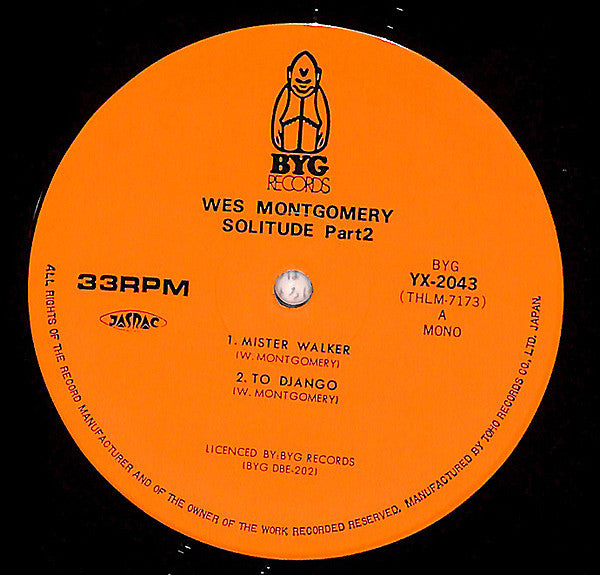 BYG
RECORDS
WES MONTGOMERY
SOLITUDE Part2
33RPM
JASRAC
BYG
YX-2043
(THLM-7173)
A
MONO
1. MISTER WALKER
(W. MONTGOMERY)
2. TO DJANGO
(W. MONTGOMERY)
LICENCED BY:BYG RECORDS
(BYG DBE-202)
ALL RIGHTS OF THE RECORD MANUFACTURER AND OF THE OWNER OF THE WORK RECORDED RESERVED. MANUFACTURED BY TOHO RECORDS CO., LTD. JAPAN.